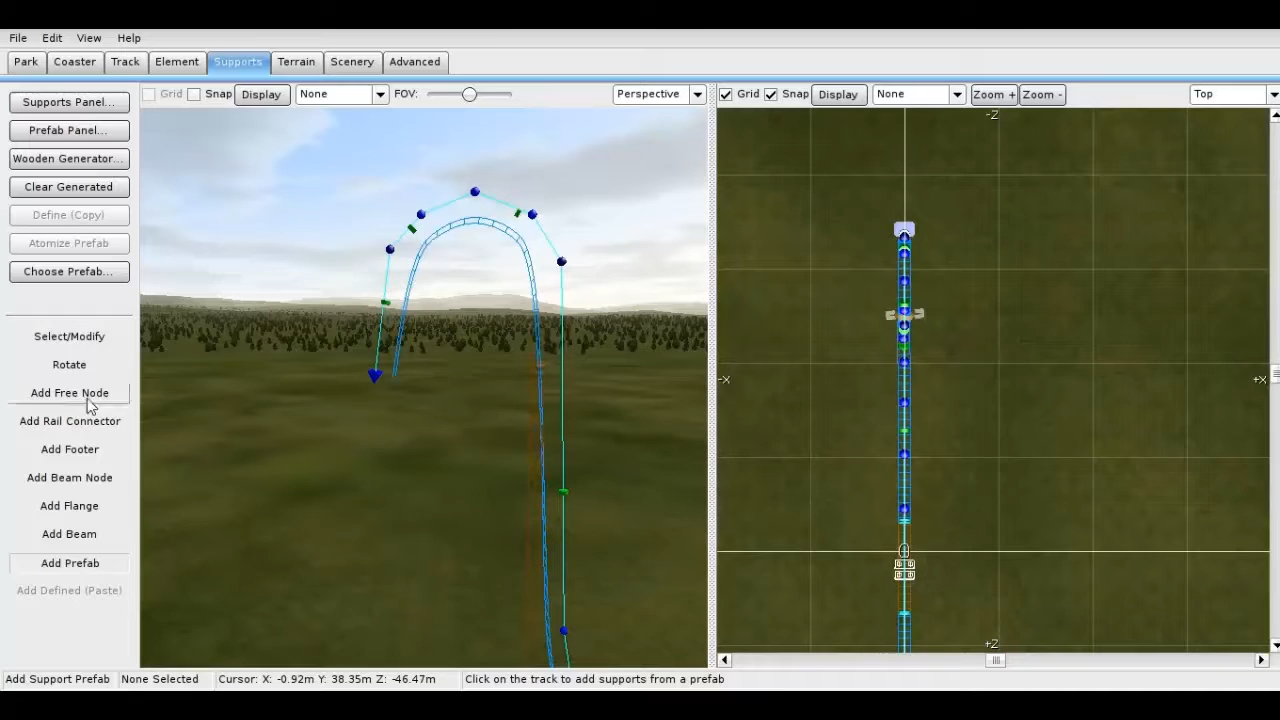 File Edit View Help
Park Coaster Track Element Supports Terrain Scenery Advanced
Supports Panel...
Prefab Panel...
Wooden Generator...
Clear Generated
Define (Copy)
Atomize Prefab
Choose Prefab...
Select/Modify
Rotate
Add Free Node
Add Rail Connector
Add Footer
Add Beam Node
Add Flange
Add Beam
Add Prefab
Add Defined (Paste)
Grid Snap Display None FOV: Perspective
Grid Snap Display None Zoom + Zoom - Top
-Z
-X +X
+Z
Add Support Prefab None Selected Cursor: X: -0.92m Y: 38.35m Z: -46.47m Click on the track to add supports from a prefab